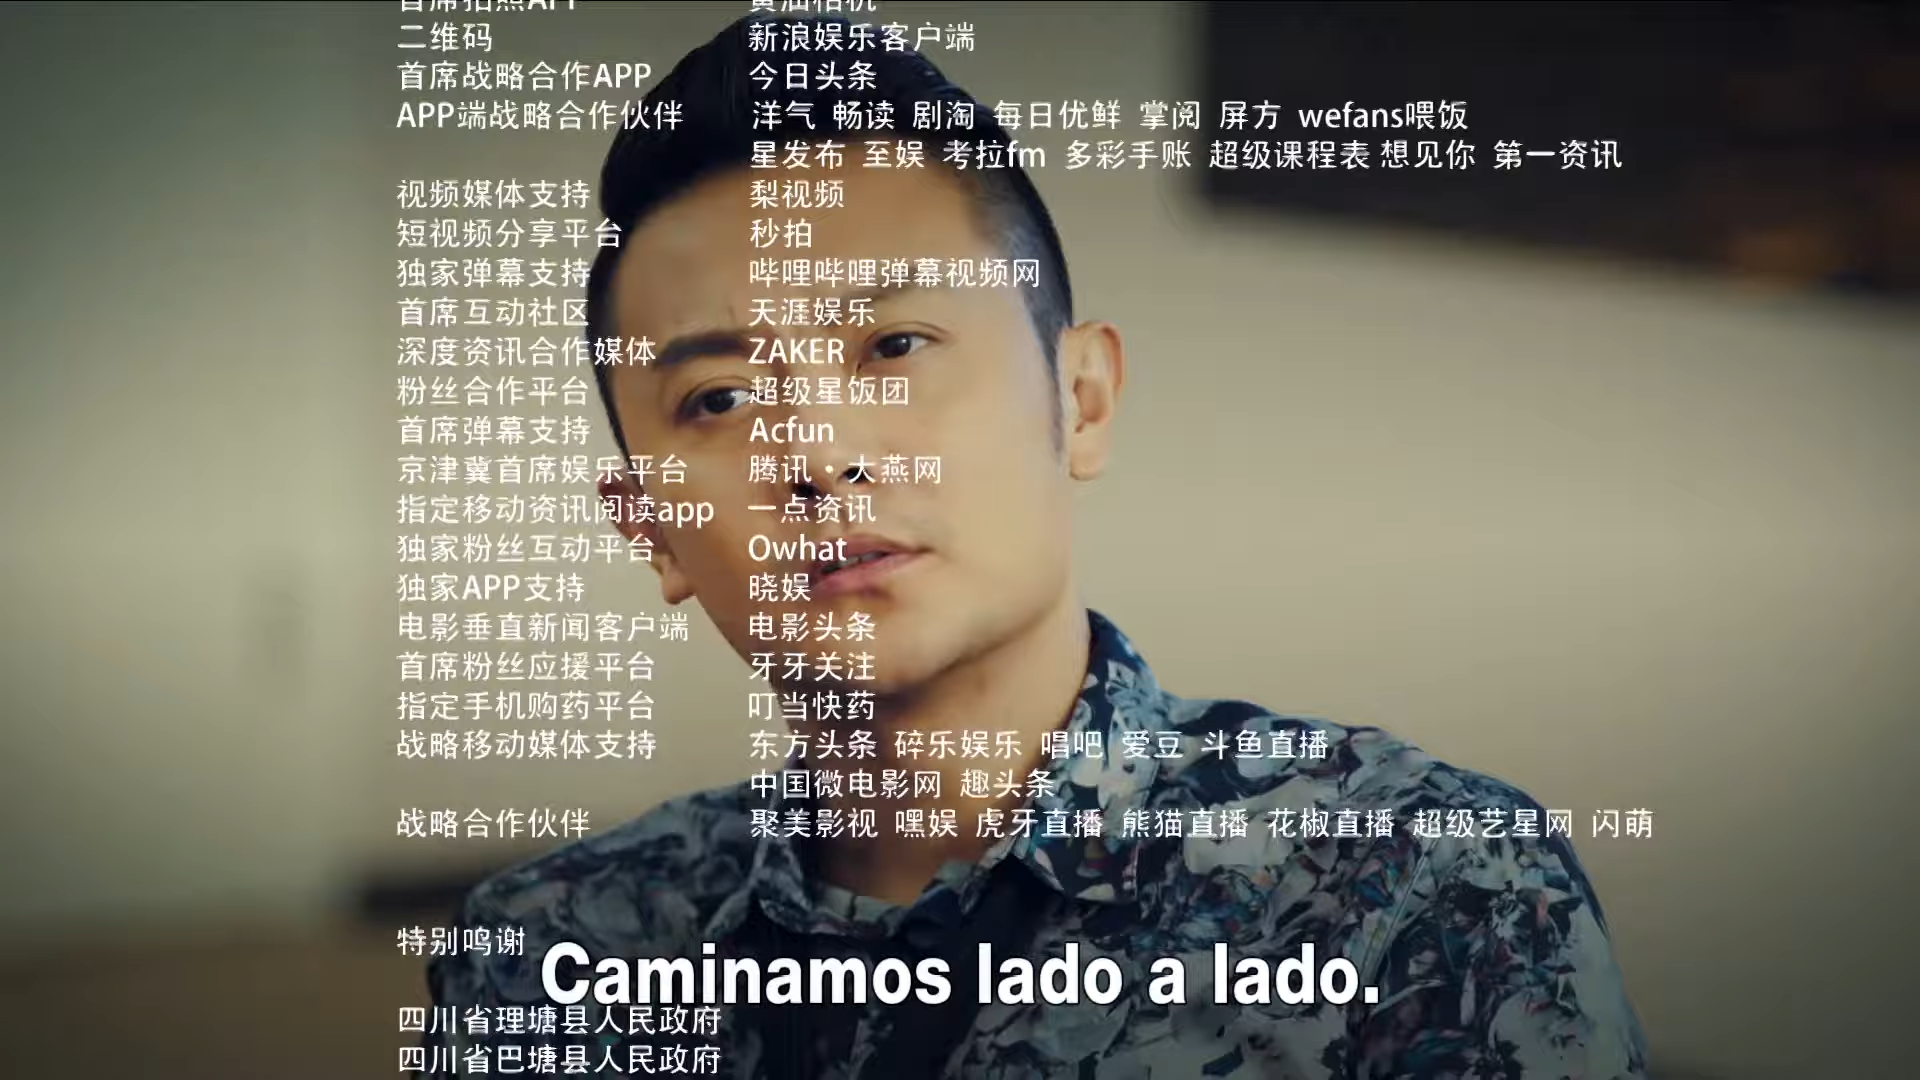 二维码 新浪娱乐客户端
首席战略合作APP 今日头条
APP端战略合作伙伴 洋气 畅读 剧淘 每日优鲜 掌阅 屏方 wefans喂饭
星发布 至娱 考拉fm 多彩手账 超级课程表 想见你 第一资讯
视频媒体支持 梨视频
短视频分享平台 秒拍
独家弹幕支持 哔哩哔哩弹幕视频网
首席互动社区 天涯娱乐
深度资讯合作媒体 ZAKER
粉丝合作平台 超级星饭团
首席弹幕支持 Acfun
京津冀首席娱乐平台 腾讯·大燕网
指定移动资讯阅读app 一点资讯
独家粉丝互动平台 Owhat
独家APP支持 晓娱
电影垂直新闻客户端 电影头条
首席粉丝应援平台 牙牙关注
指定手机购药平台 叮当快药
战略移动媒体支持 东方头条 碎乐娱乐 唱吧 爱豆 斗鱼直播
中国微电影网 趣头条
战略合作伙伴 聚美影视 嘿娱 虎牙直播 熊猫直播 花椒直播 超级艺星网 闪萌
特别鸣谢
Caminamos lado a lado.
四川省理塘县人民政府
四川省巴塘县人民政府